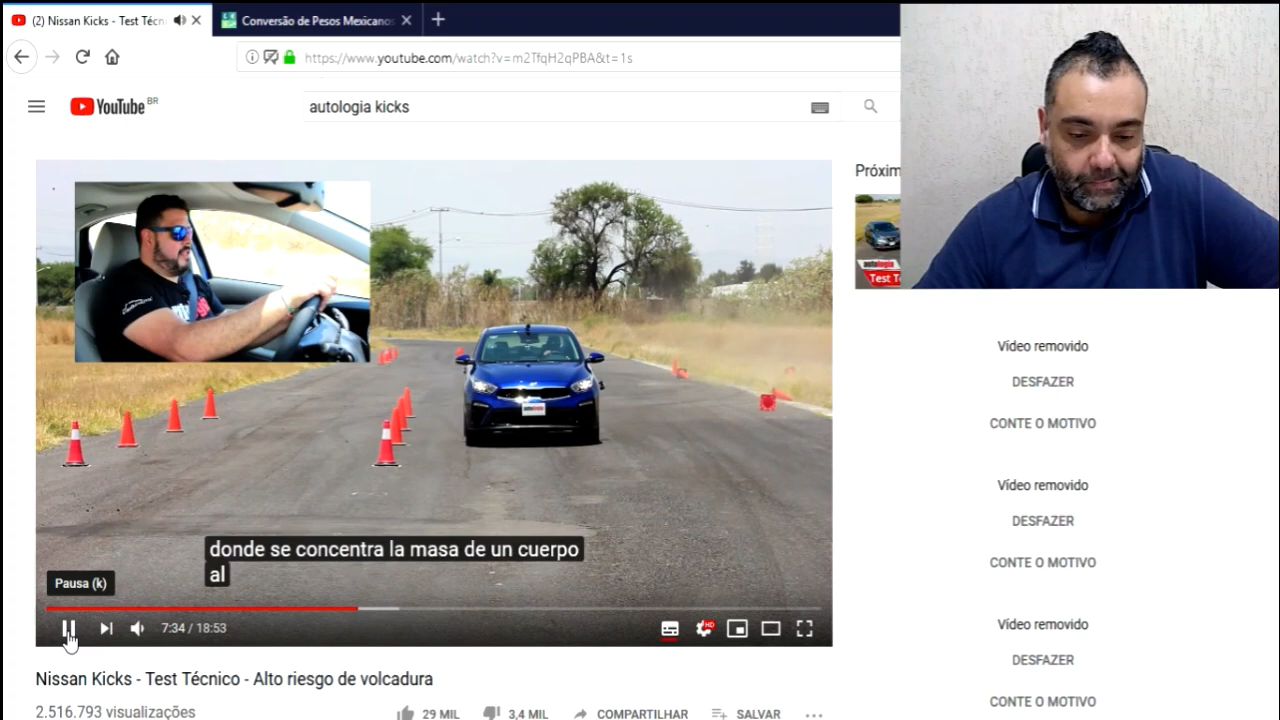 (2) Nissan Kicks - Test Técn
Conversão de Pesos Mexicanos
https://www.youtube.com/watch?v=m2TfqH2qPBA&t=1s
YouTube BR
autologia kicks
Próxim
autologia
Test T
donde se concentra la masa de un cuerpo
al
Pausa (k)
7:34 / 18:53
HD
Nissan Kicks - Test Técnico - Alto riesgo de volcadura
2.516.793 visualizações
29 MIL
3,4 MIL
COMPARTILHAR
SALVAR
Vídeo removido
DESFAZER
CONTE O MOTIVO
Vídeo removido
DESFAZER
CONTE O MOTIVO
Vídeo removido
DESFAZER
CONTE O MOTIVO